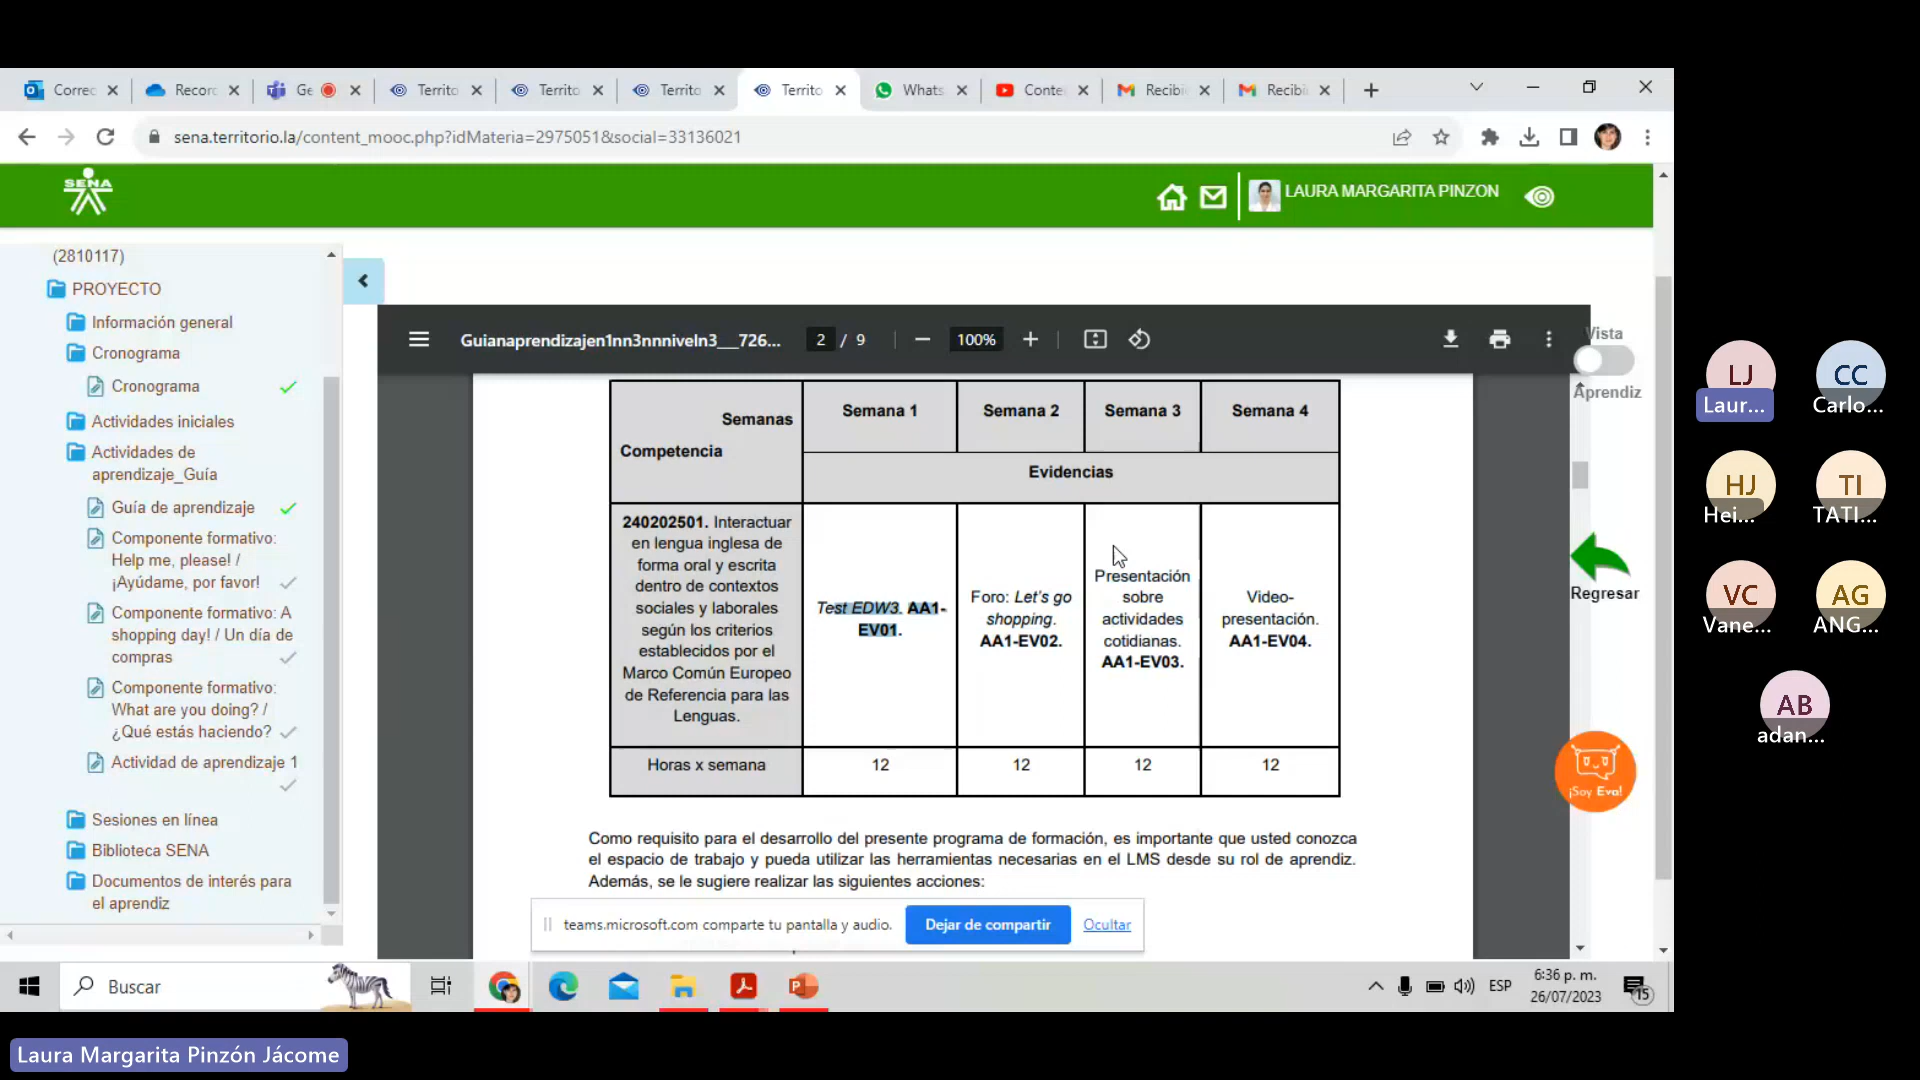 Correc
Recorc
Ge
Territo
Territo
Territo
Territo
Whats
Conte
Recibi
Recibi
sena.territorio.la/content_mooc.php?idMateria=2975051&social=33136021
SENA
LAURA MARGARITA PINZON
(2810117)
PROYECTO
Información general
Cronograma
Cronograma
Actividades iniciales
Actividades de
aprendizaje_Guía
Guía de aprendizaje
Componente formativo:
Help me, please! /
¡Ayúdame, por favor!
Componente formativo: A
shopping day! / Un día de
compras
Componente formativo:
What are you doing? /
¿Qué estás haciendo?
Actividad de aprendizaje 1
Sesiones en línea
Biblioteca SENA
Documentos de interés para
el aprendiz
Guianaprendizajen1nn3nnniveln3___726...
2 / 9
100%
Vista
Aprendiz
Regresar
¡Soy Eva!
Semanas
Competencia
Semana 1
Semana 2
Semana 3
Semana 4
Evidencias
240202501. Interactuar
en lengua inglesa de
forma oral y escrita
dentro de contextos
sociales y laborales
según los criterios
establecidos por el
Marco Común Europeo
de Referencia para las
Lenguas.
Test EDW3. AA1-
EV01.
Foro: Let's go
shopping.
AA1-EV02.
Presentación
sobre
actividades
cotidianas.
AA1-EV03.
Video-
presentación.
AA1-EV04.
Horas x semana
12
12
12
12
Como requisito para el desarrollo del presente programa de formación, es importante que usted conozca
el espacio de trabajo y pueda utilizar las herramientas necesarias en el LMS desde su rol de aprendiz.
Además, se le sugiere realizar las siguientes acciones:
teams.microsoft.com comparte tu pantalla y audio.
Dejar de compartir
Ocultar
Buscar
ESP
6:36 p. m.
26/07/2023
15
LJ
Laur...
CC
Carlo...
HJ
Hei...
TI
TATI...
VC
Vane...
AG
ANG...
AB
adan...
Laura Margarita Pinzón Jácome